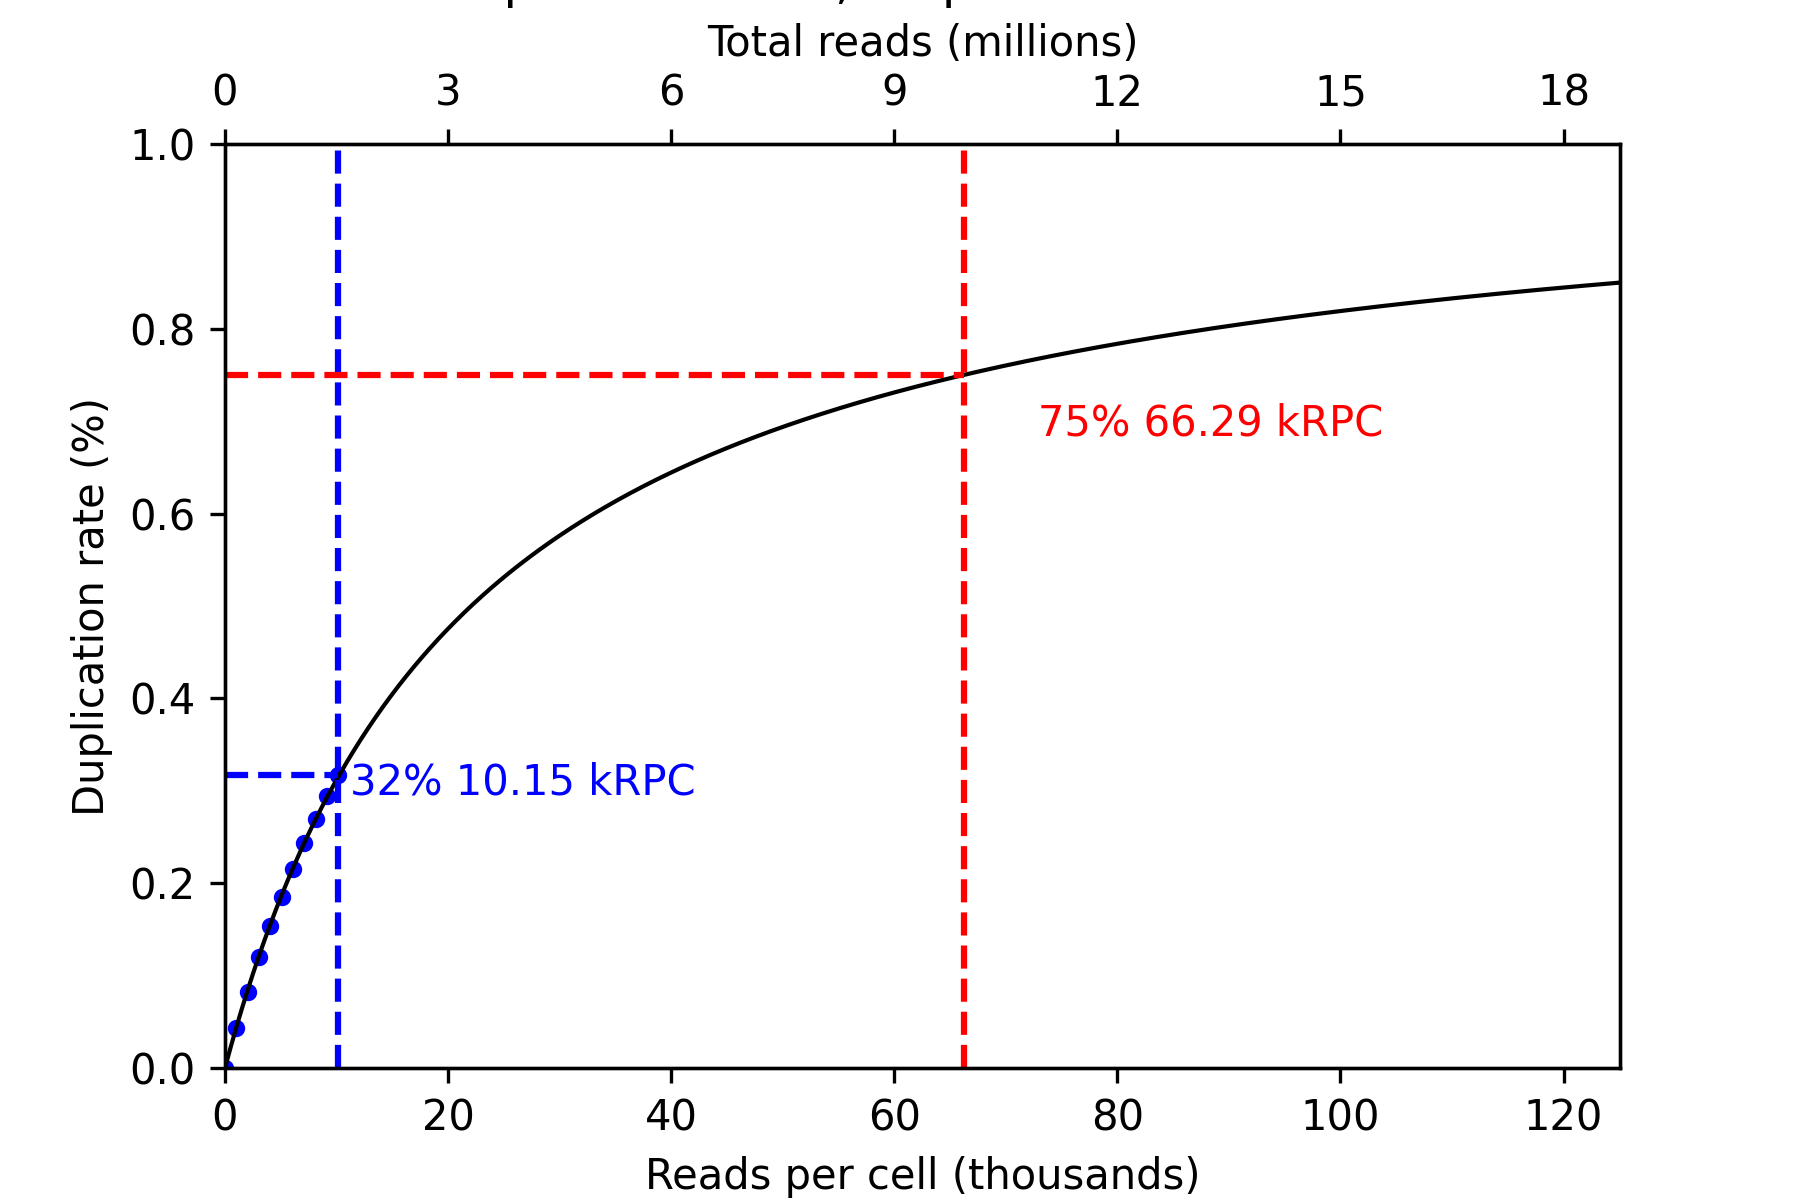 Total reads (millions)
0 3 6 9 12 15 18
1.0
0.8
0.6
0.4
0.2
0.0
Duplication rate (%)
75% 66.29 kRPC
32% 10.15 kRPC
0 20 40 60 80 100 120
Reads per cell (thousands)